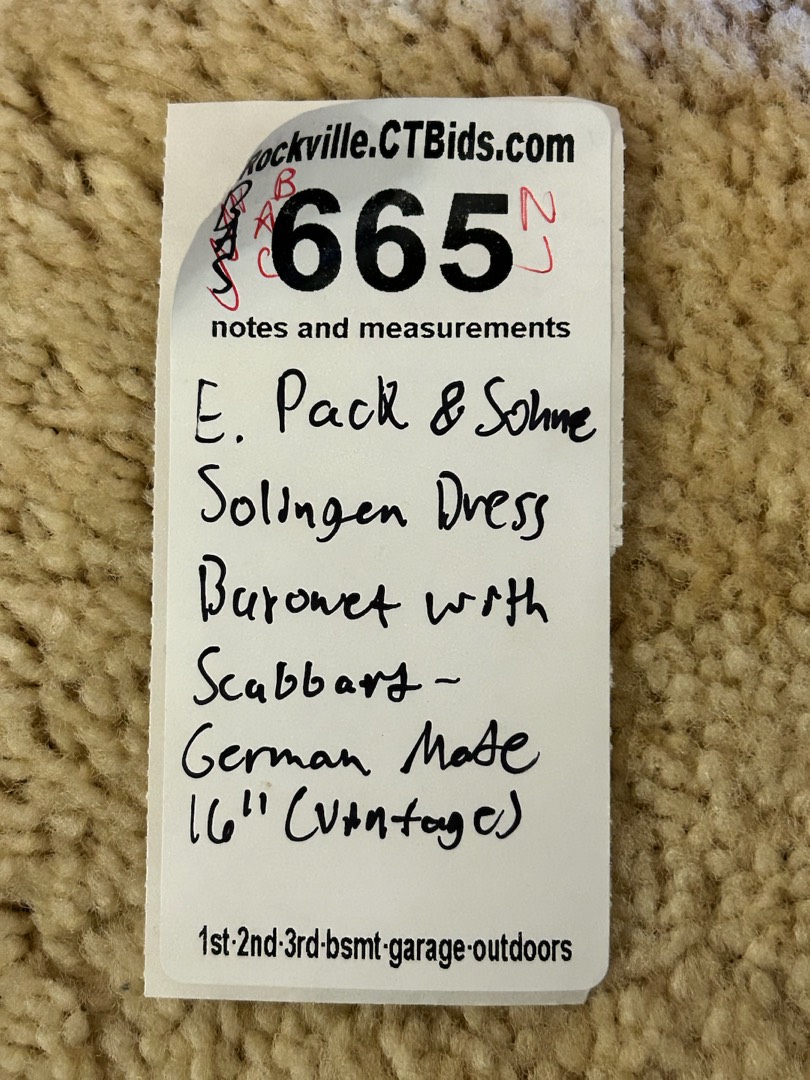 Rockville.CTBids.com
B
A
C
665
N
J
notes and measurements
E. Pack & Sohne
Solingen Dress
Bayonet with
Scabbard -
German Made
16" (Vintage)
1st·2nd·3rd·bsmt·garage·outdoors